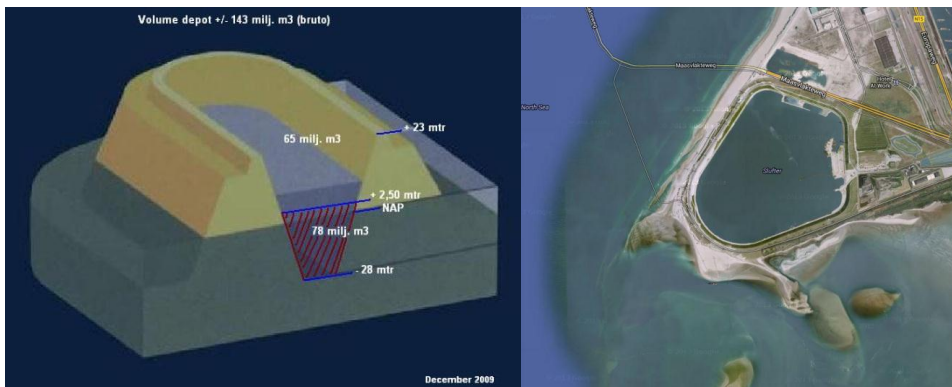 Volume depot +/- 143 milj. m3 (bruto)
+ 23 mtr
65 milj. m3
+ 2,50 mtr
NAP
78 milj. m3
- 28 mtr
December 2009
Maasvlakteweg
North Sea
Slufter